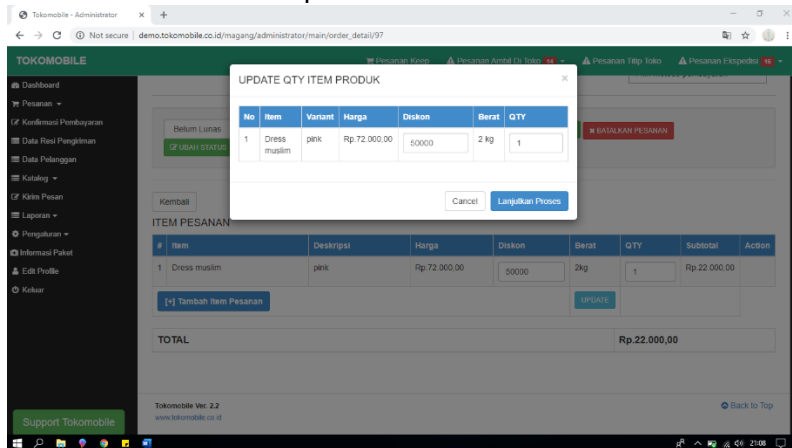 Tokomobile - Administrator
Not secure | demo.tokomobile.co.id/magang/administrator/main/order_detail/97
TOKOMOBILE
Pesanan Keep
Pesanan Ambil Di Toko 14
Pesanan Titip Toko
Pesanan Ekspedisi
Dashboard
Pesanan
Konfirmasi Pembayaran
Data Resi Pengiriman
Data Pelanggan
Katalog
Kirim Pesan
Laporan
Pengaturan
Informasi Paket
Edit Profile
Keluar
Support Tokomobile
UPDATE QTY ITEM PRODUK ×
No Item Variant Harga Diskon Berat QTY
1 Dress muslim pink Rp.72.000,00 50000 2 kg 1
Cancel Lanjutkan Proses
Belum Lunas
UBAH STATUS
BATALKAN PESANAN
Kembali
ITEM PESANAN
# Item Deskripsi Harga Diskon Berat QTY Subtotal Action
1 Dress muslim pink Rp.72.000,00 50000 2kg 1 Rp.22.000,00
[+] Tambah Item Pesanan UPDATE
TOTAL Rp.22.000,00
Tokomobile Ver. 2.2
www.tokomobile.co.id
Back to Top
21:08